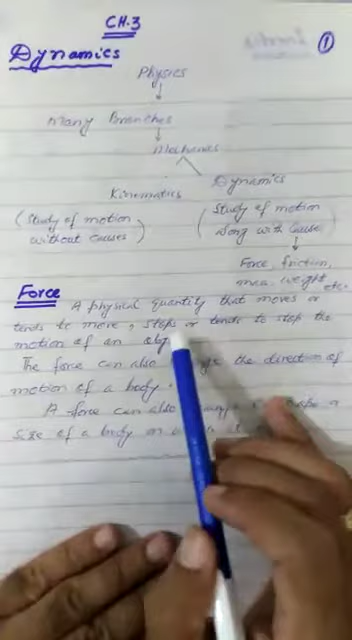 CH.3
Dynamics
①
Physics
Many Branches
Mechanics
Kinematics
Dynamics
(Study of motion without causes)
(Study of motion along with cause)
Force, friction, mass, weight etc.
Force
A physical quantity that moves or
tends to move, stops or tends to stop the
motion of an
The force can also the direction of
motion of a body.
A force can also
size of a body on